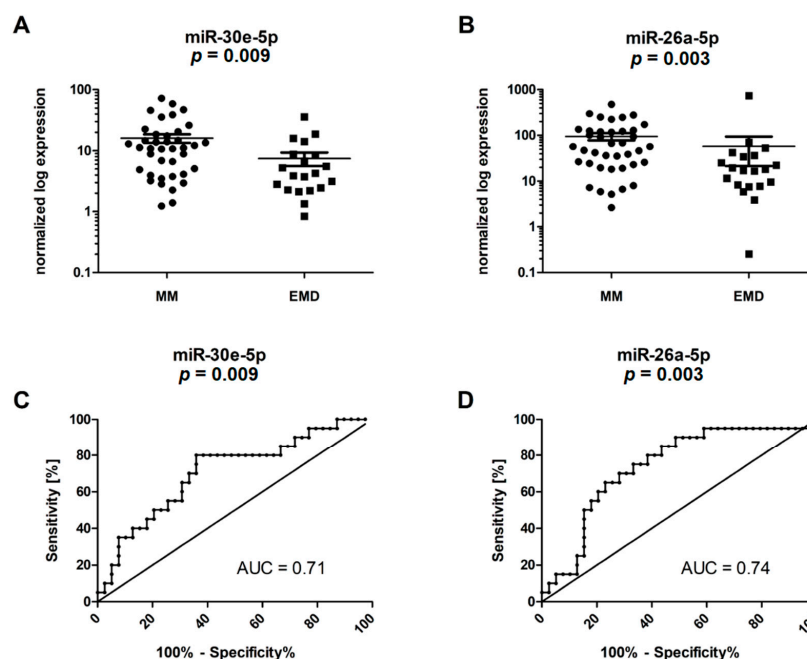 A
miR-30e-5p
p = 0.009
normalized log expression
100
10
1
0.1
MM
EMD
B
miR-26a-5p
p = 0.003
normalized log expression
1000
100
10
1
0.1
MM
EMD
C
miR-30e-5p
p = 0.009
Sensitivity [%]
100
80
60
40
20
0
AUC = 0.71
0
20
40
60
80
100
100% - Specificity%
D
miR-26a-5p
p = 0.003
Sensitivity [%]
100
80
60
40
20
0
AUC = 0.74
0
20
40
60
80
100% - Specificity%